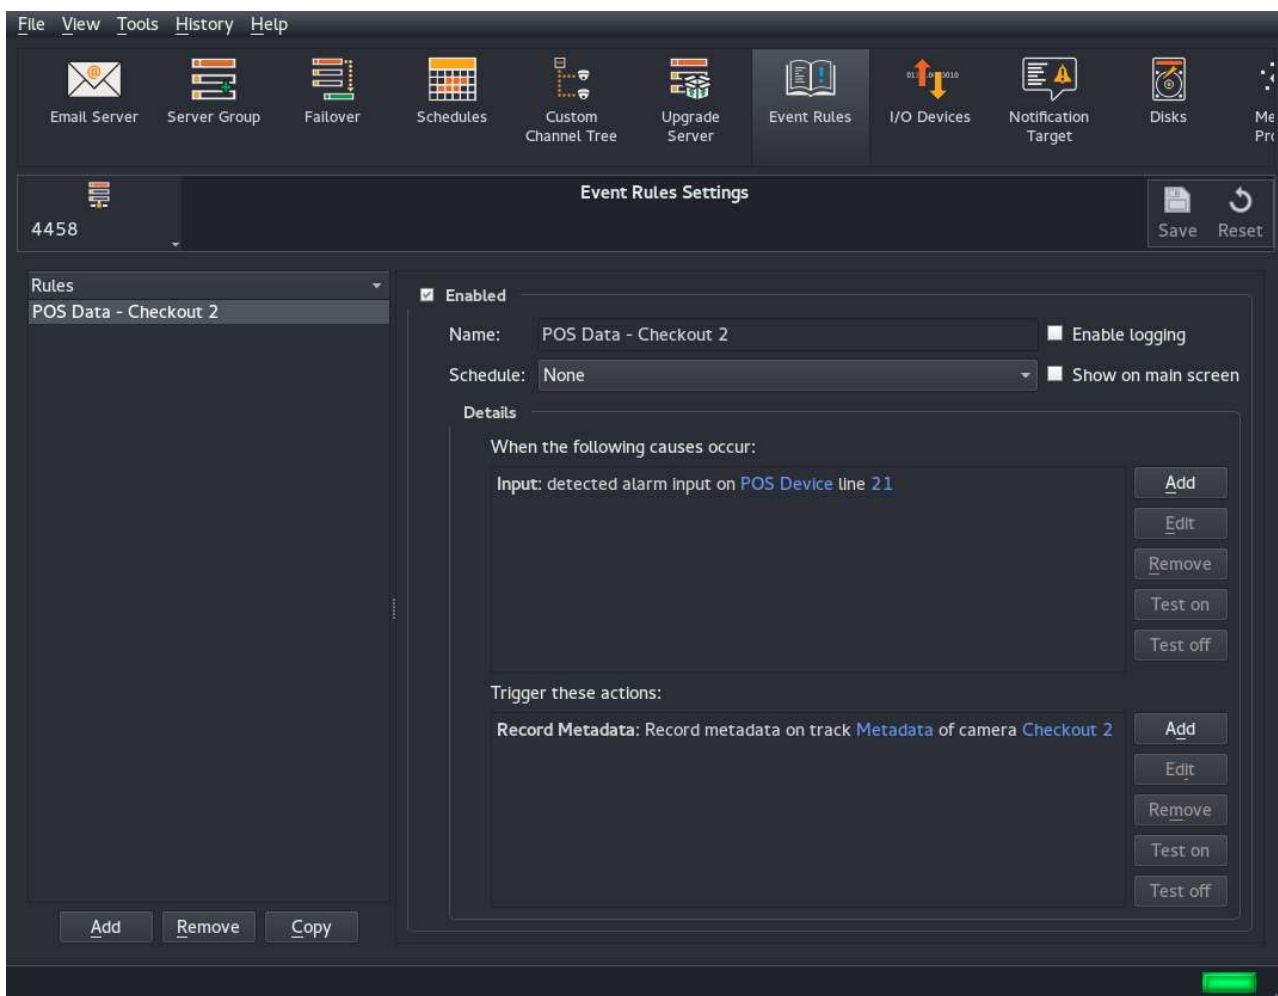 File View Tools History Help
Email Server
Server Group
Failover
Schedules
Custom
Channel Tree
Upgrade
Server
Event Rules
I/O Devices
Notification
Target
Disks
4458
Event Rules Settings
Save Reset
Rules
POS Data - Checkout 2
Add Remove Copy
Enabled
Name: POS Data - Checkout 2 Enable logging
Schedule: None Show on main screen
Details
When the following causes occur:
Input: detected alarm input on POS Device line 21
Add
Edit
Remove
Test on
Test off
Trigger these actions:
Record Metadata: Record metadata on track Metadata of camera Checkout 2
Add
Edit
Remove
Test on
Test off